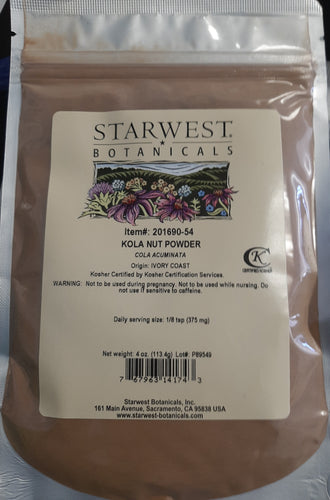 STARWEST®
BOTANICALS
Item#: 201690-54
KOLA NUT POWDER
COLA ACUMINATA
Origin: IVORY COAST
Kosher Certified by Kosher Certification Services.
CK
CERTIFIED KOSHER
WARNING: Not to be used during pregnancy. Not to be used while nursing. Do
not use if sensitive to caffeine.
Daily serving size: 1/8 tsp (375 mg)
Net weight: 4 oz. (113.4g) Lot#: P89549
7 67963 14174 3
Starwest Botanicals, Inc.
161 Main Avenue, Sacramento, CA 95838 USA
www.starwest-botanicals.com